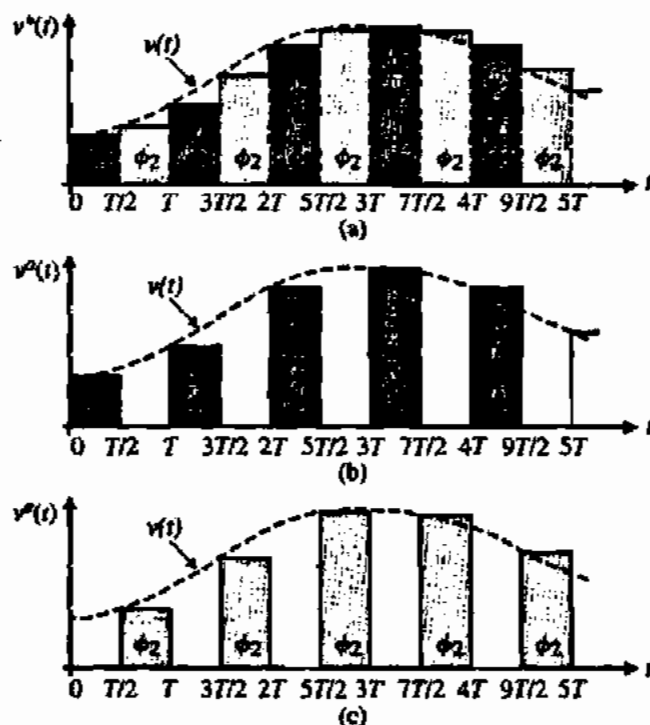 v*(t)
v(t)
ϕ2 ϕ2 ϕ2 ϕ2 ϕ2
0 T/2 T 3T/2 2T 5T/2 3T 7T/2 4T 9T/2 5T t
(a)
v(t)
0 T/2 T 3T/2 2T 5T/2 3T 7T/2 4T 9T/2 5T t
(b)
v(t)
ϕ2 ϕ2 ϕ2 ϕ2 ϕ2
0 T/2 T 3T/2 2T 5T/2 3T 7T/2 4T 9T/2 5T t
(c)